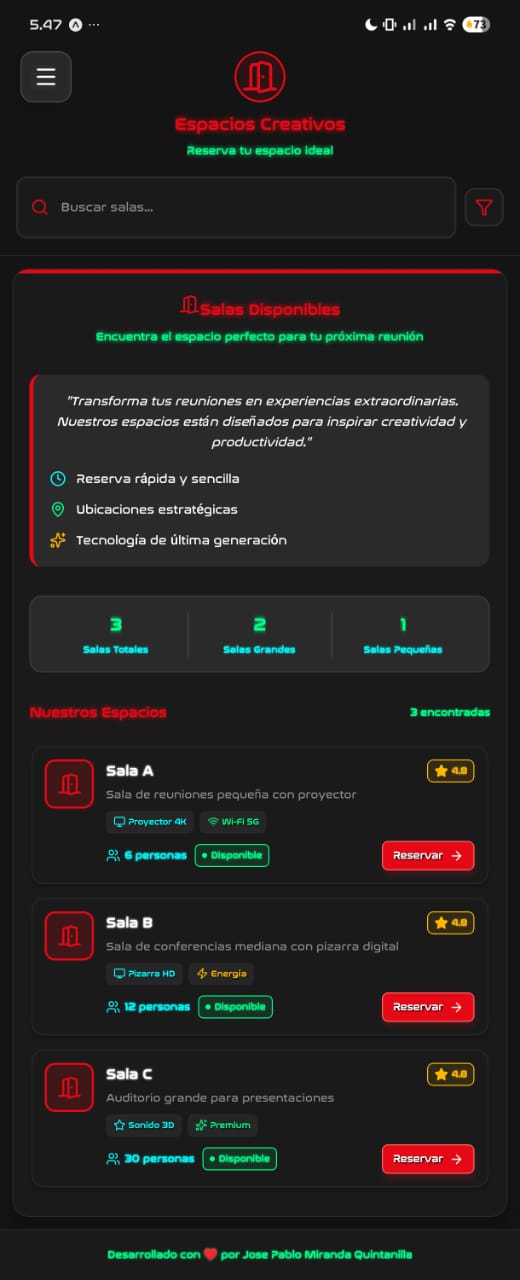 5.47 ...
73
Espacios Creativos
Reserva tu espacio ideal
Buscar salas...
Salas Disponibles
Encuentra el espacio perfecto para tu próxima reunión
"Transforma tus reuniones en experiencias extraordinarias.
Nuestros espacios están diseñados para inspirar creatividad y
productividad."
Reserva rápida y sencilla
Ubicaciones estratégicas
Tecnología de última generación
3 2 1
Salas Totales Salas Grandes Salas Pequeñas
Nuestros Espacios 3 encontradas
Sala A 4.8
Sala de reuniones pequeña con proyector
Proyector 4K Wi-Fi 5G
6 personas • Disponible Reservar →
Sala B 4.8
Sala de conferencias mediana con pizarra digital
Pizarra HD Energía
12 personas • Disponible Reservar →
Sala C 4.8
Auditorio grande para presentaciones
Sonido 3D Premium
30 personas • Disponible Reservar →
Desarrollado con ❤️ por Jose Pablo Miranda Quintanilla